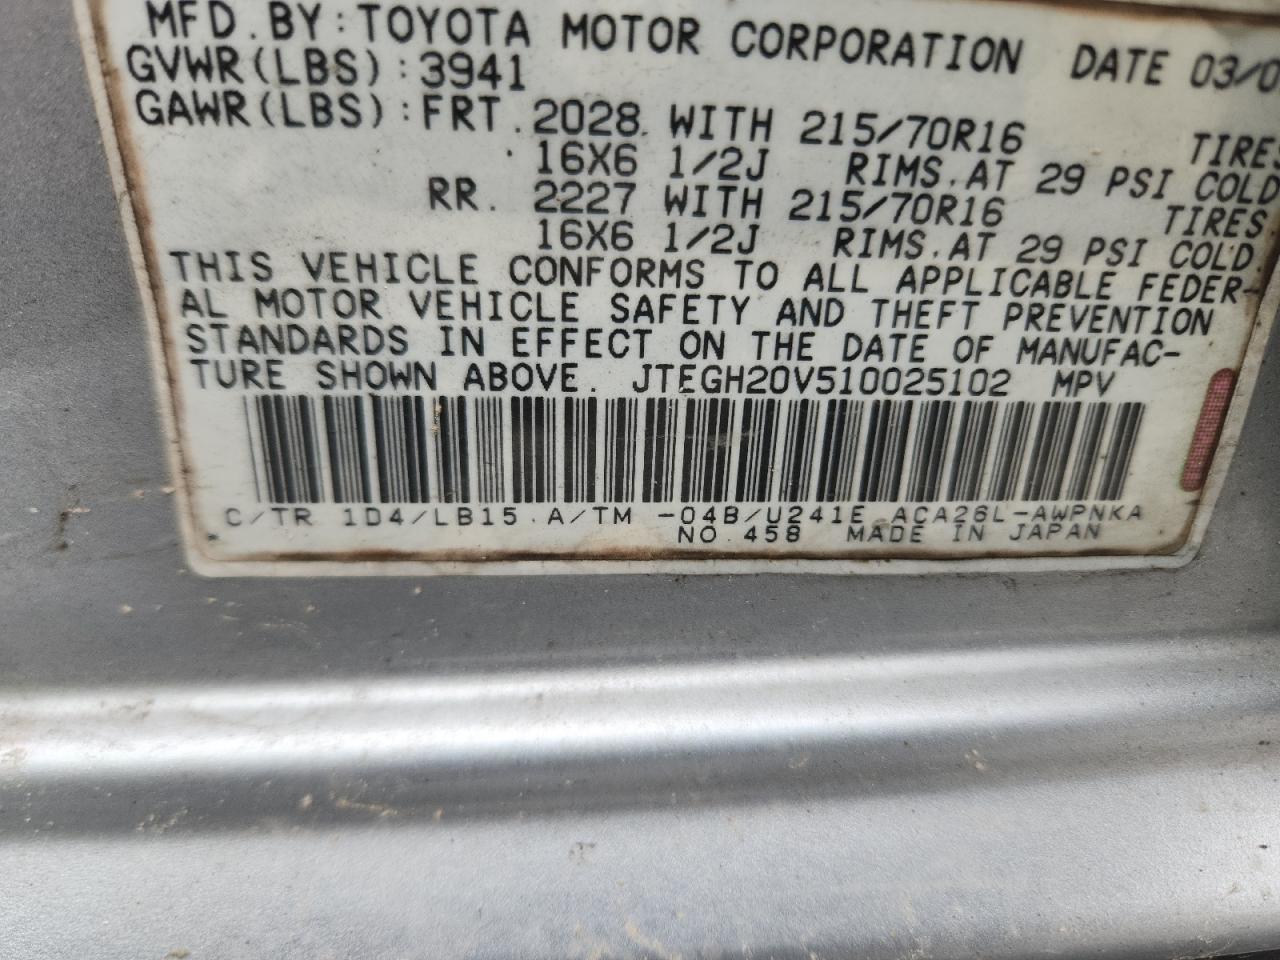 MFD. BY: TOYOTA MOTOR CORPORATION DATE 03/0
GVWR(LBS): 3941
GAWR(LBS): FRT. 2028. WITH 215/70R16 TIRES
16X6 1/2J RIMS. AT 29 PSI COLD
RR. 2227 WITH 215/70R16 TIRES
16X6 1/2J RIMS. AT 29 PSI COLD.
THIS VEHICLE CONFORMS TO ALL APPLICABLE FEDER-
AL MOTOR VEHICLE SAFETY AND THEFT PREVENTION
STANDARDS IN EFFECT ON THE DATE OF MANUFAC-
TURE SHOWN ABOVE. JTEGH20V510025102 MPV
C/TR 1D4/LB15 A/TM -04B/U241E ACA26L-AWPNKA
NO. 458 MADE IN JAPAN